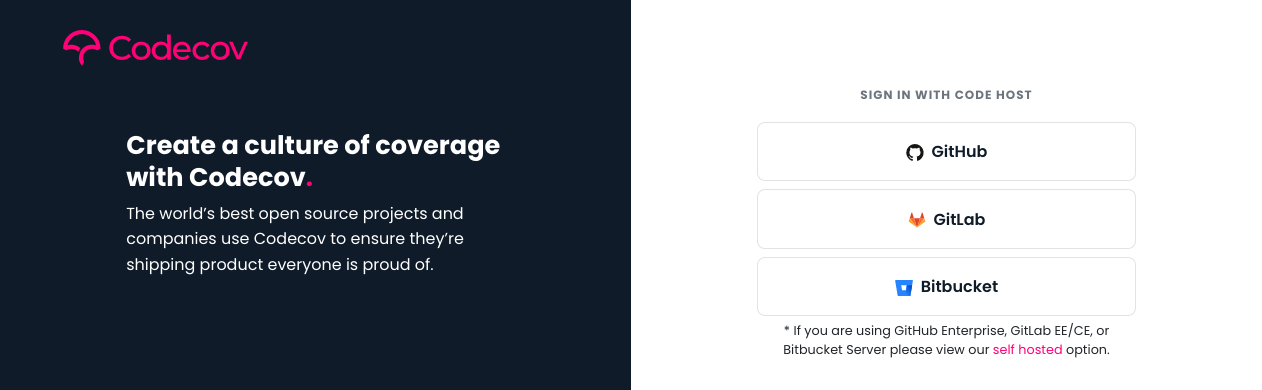 Codecov
Create a culture of coverage
with Codecov.
The world’s best open source projects and
companies use Codecov to ensure they’re
shipping product everyone is proud of.
SIGN IN WITH CODE HOST
GitHub
GitLab
Bitbucket
* If you are using GitHub Enterprise, GitLab EE/CE, or
Bitbucket Server please view our self hosted option.